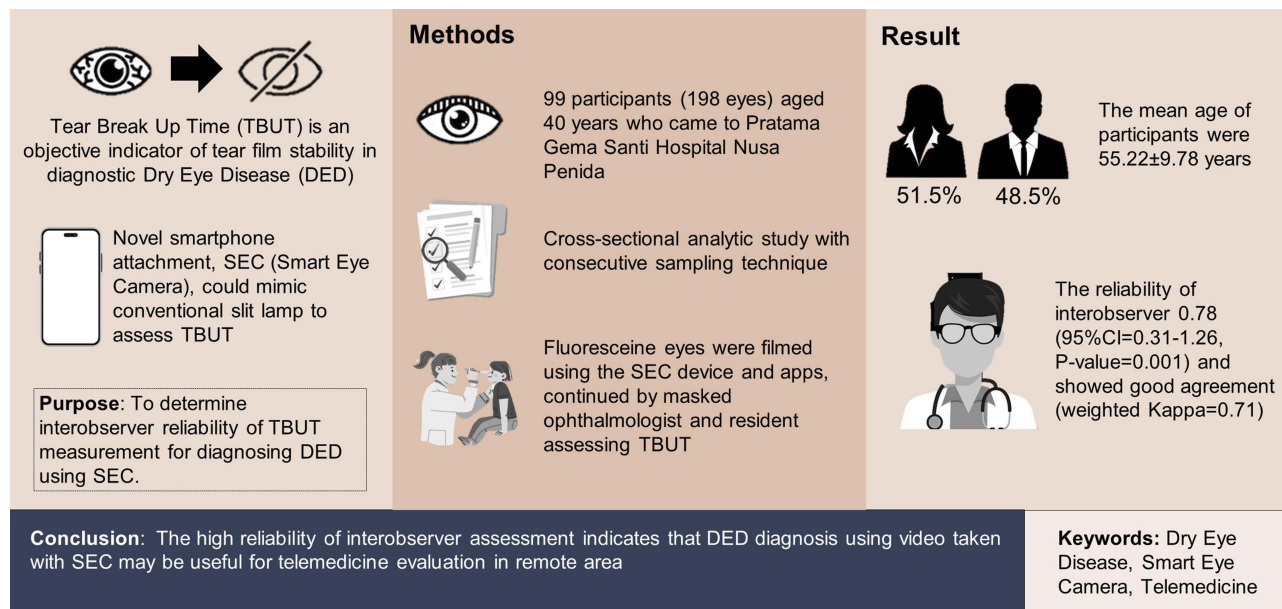 Tear Break Up Time (TBUT) is an
objective indicator of tear film stability in
diagnostic Dry Eye Disease (DED)
Novel smartphone
attachment, SEC (Smart Eye
Camera), could mimic
conventional slit lamp to
assess TBUT
Purpose: To determine
interobserver reliability of TBUT
measurement for diagnosing DED
using SEC.
Methods
99 participants (198 eyes) aged
40 years who came to Pratama
Gema Santi Hospital Nusa
Penida
Cross-sectional analytic study with
consecutive sampling technique
Fluoresceine eyes were filmed
using the SEC device and apps,
continued by masked
ophthalmologist and resident
assessing TBUT
Result
51.5%
48.5%
The mean age of
participants were
55.22±9.78 years
The reliability of
interobserver 0.78
(95%CI=0.31-1.26,
P-value=0.001) and
showed good agreement
(weighted Kappa=0.71)
Conclusion: The high reliability of interobserver assessment indicates that DED diagnosis using video taken
with SEC may be useful for telemedicine evaluation in remote area
Keywords: Dry Eye
Disease, Smart Eye
Camera, Telemedicine